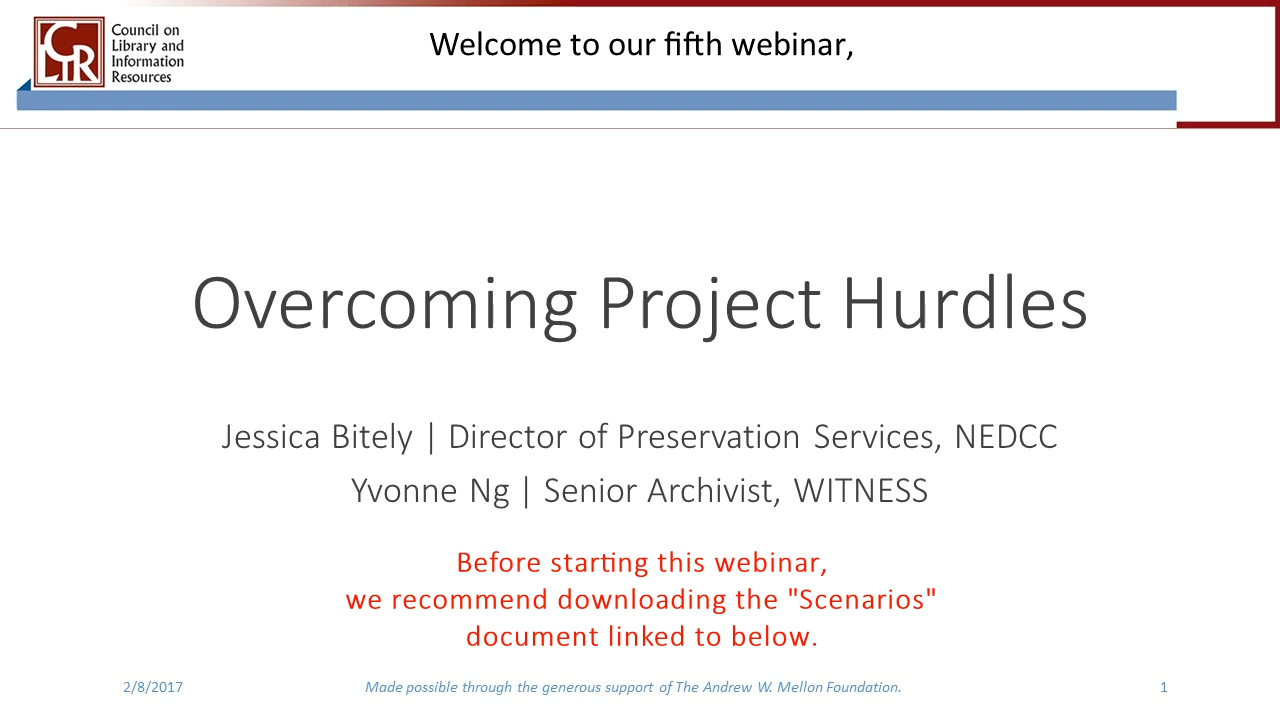 CLIR
Council on
Library and
Information
Resources
Welcome to our fifth webinar,
Overcoming Project Hurdles
Jessica Bitely | Director of Preservation Services, NEDCC
Yvonne Ng | Senior Archivist, WITNESS
Before starting this webinar,
we recommend downloading the "Scenarios"
document linked to below.
2/8/2017
Made possible through the generous support of The Andrew W. Mellon Foundation.
1